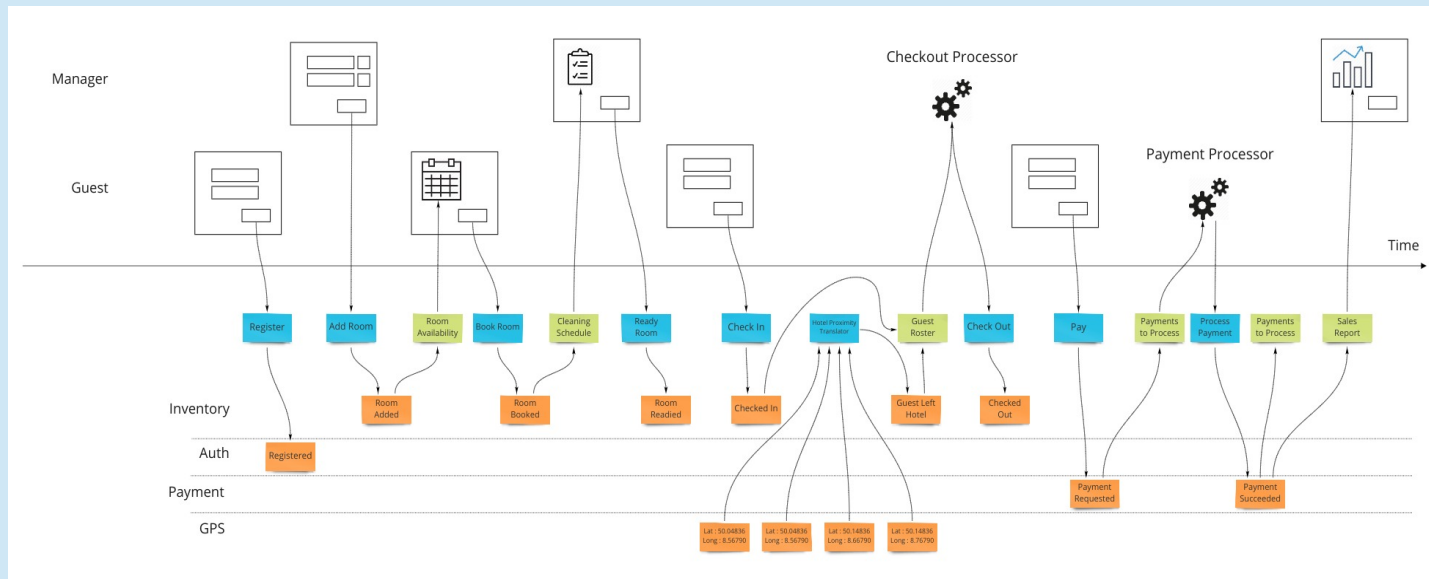 Manager
Checkout Processor
Payment Processor
Guest
Time
Register
Add Room
Room
Availability
Book Room
Cleaning
Schedule
Ready
Room
Check In
Hotel Proximity
Translator
Guest
Roster
Check Out
Pay
Payments
to Process
Process
Payment
Payments
to Process
Sales
Report
Inventory
Room
Added
Room
Booked
Room
Readied
Checked In
Guest Left
Hotel
Checked
Out
Auth
Registered
Payment
Payment
Requested
Payment
Succeeded
GPS
Lat : 50.04836
Long : 8.56790
Lat : 50.04836
Long : 8.56790
Lat : 50.14836
Long : 8.66790
Lat : 50.14836
Long : 8.76790